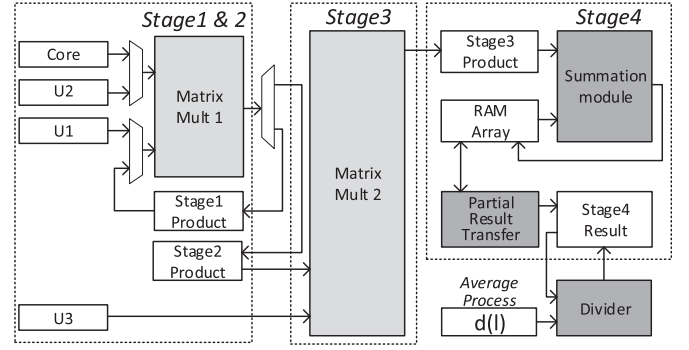 Stage1 & 2
Stage3
Stage4
Core
U2
U1
Matrix
Mult 1
Stage1
Product
Stage2
Product
U3
Matrix
Mult 2
Stage3
Product
Summation
module
RAM
Array
Partial
Result
Transfer
Stage4
Result
Average
Process
d(I)
Divider